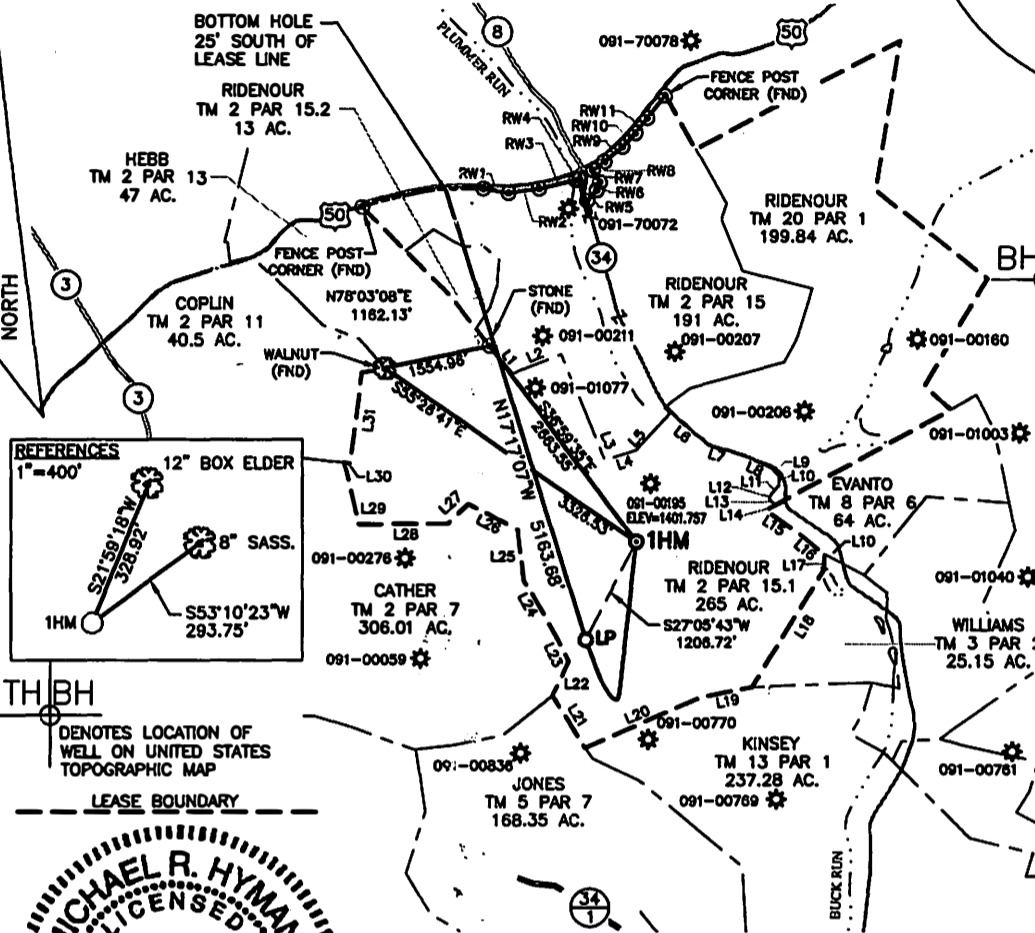 BOTTOM HOLE
25' SOUTH OF
LEASE LINE
8
PLUMMER RUN
091-70078
50
RIDENOUR
TM 2 PAR 15.2
13 AC.
FENCE POST
CORNER (FND)
RW11
RW10
RW9
RW4
RW3
RW1
RW2
RW8
RW7
RW6
RW5
091-70072
HEBB
TM 2 PAR 13
47 AC.
50
FENCE POST
CORNER (FND)
34
RIDENOUR
TM 20 PAR 1
199.84 AC.
BH
NORTH
3
COPLIN
TM 2 PAR 11
40.5 AC.
N78°03'08"E
1162.13'
STONE
(FND)
RIDENOUR
TM 2 PAR 15
191 AC.
091-00211
091-00207
091-00160
WALNUT
(FND)
1554.96'
L1
L2
091-01077
S55°28'41"E
S36°59'35"E
2663.55'
N17°17'07"W 5163.68'
3328.53'
3
L31
L3
L4
L5
L6
L7
L8
L9
L10
L11
L12
L13
L14
L15
L16
L17
L10
L18
091-00206
091-01003
REFERENCES
1"=400'
12" BOX ELDER
S21°59'18"W
328.92'
8" SASS.
1HM
S53°10'23"W
293.75'
L30
L29
L28
L27
L26
L25
L24
L23
L22
L21
L20
L19
091-00195
ELEV=1401.757
1HM
EVANTO
TM 8 PAR 6
64 AC.
091-00276
CATHER
TM 2 PAR 7
306.01 AC.
091-00059
RIDENOUR
TM 2 PAR 15.1
265 AC.
S27°05'43"W
1206.72'
LP
091-01040
WILLIAMS
TM 3 PAR
25.15 AC.
TH BH
DENOTES LOCATION OF
WELL ON UNITED STATES
TOPOGRAPHIC MAP
LEASE BOUNDARY
091-00770
091-00836
JONES
TM 5 PAR 7
168.35 AC.
KINSEY
TM 13 PAR 1
237.28 AC.
091-00769
091-00761
BUCK RUN
34
1
MICHAEL R. HYMAN
LICENSED